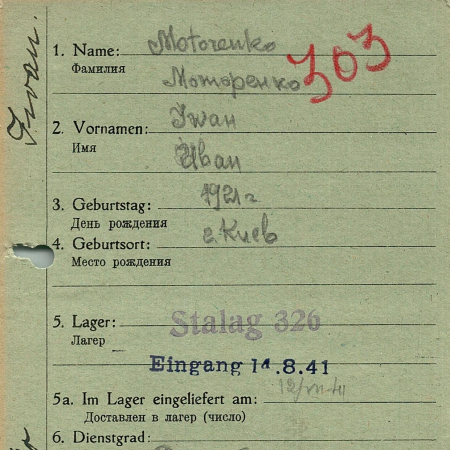 Iwan.
1. Name: Motorenko
Фамилия
Моторенко
303
2. Vornamen: Iwan
Имя
Иван
3. Geburtstag: 1921 г
День рождения
4. Geburtsort: г. Киев
Место рождения
5. Lager: Stalag 326
Лагер
Eingang 14.8.41
5a. Im Lager eingeliefert am:
Доставлен в лагер (число)
6. Dienstgrad: